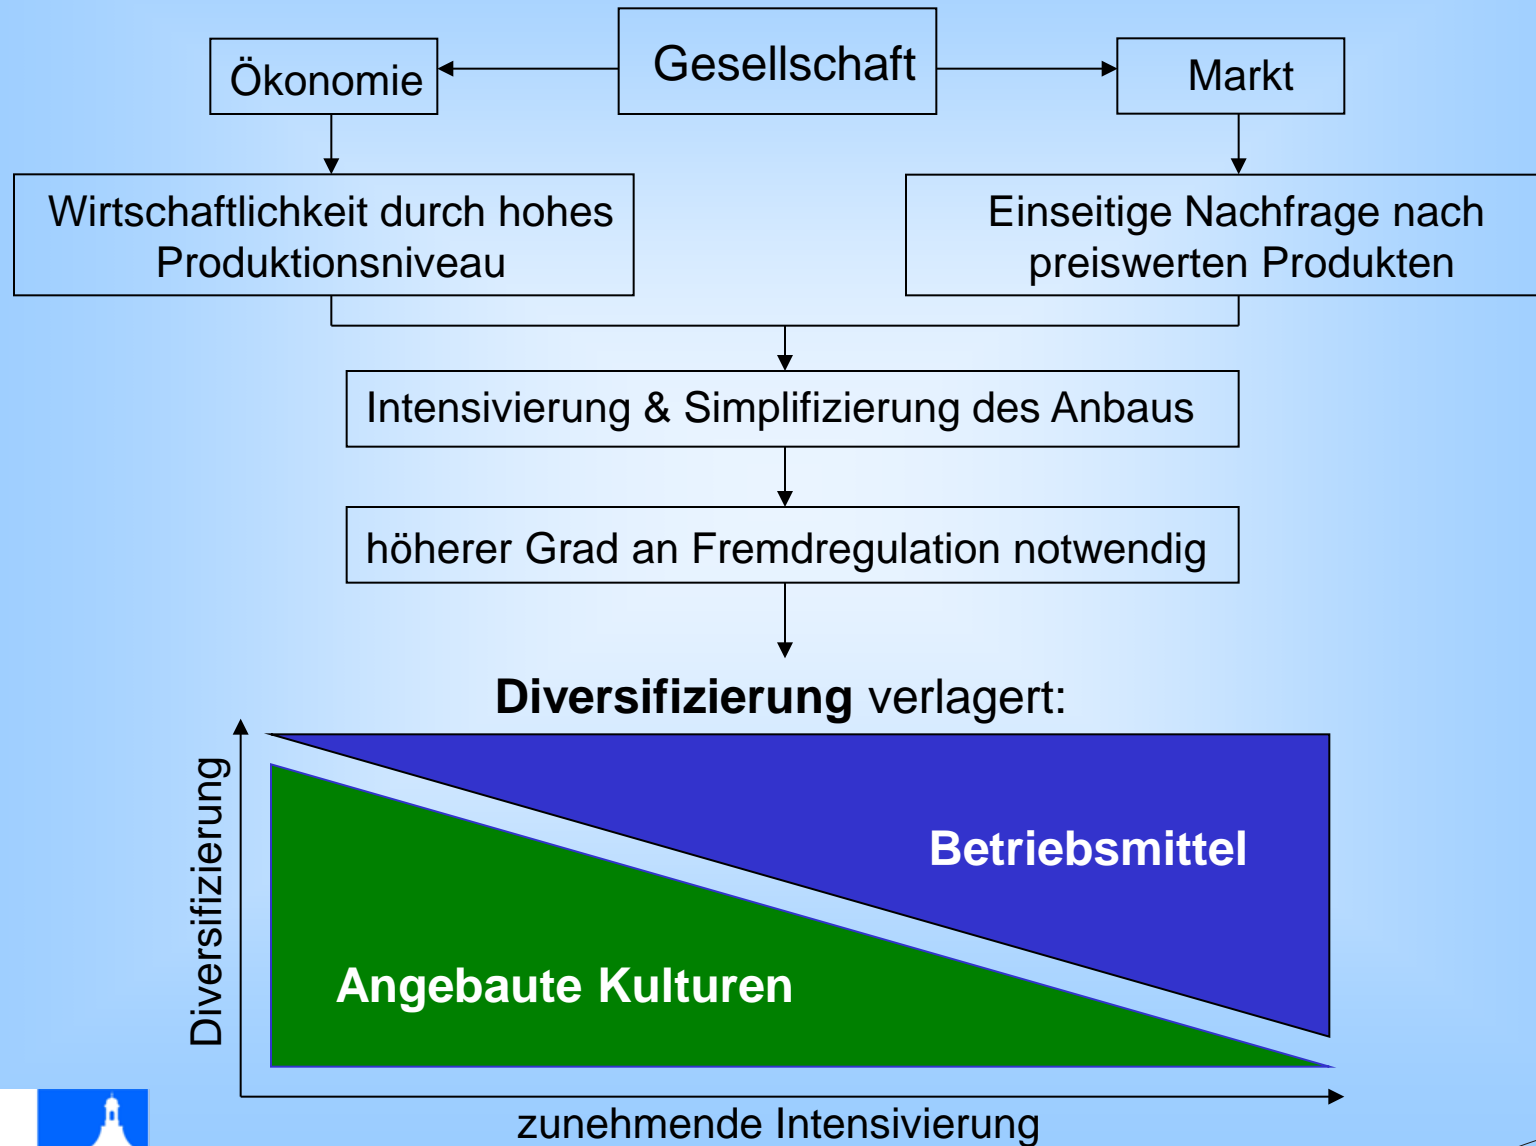 Gesellschaft
Ökonomie
Markt
Wirtschaftlichkeit durch hohes
Produktionsniveau
Einseitige Nachfrage nach
preiswerten Produkten
Intensivierung & Simplifizierung des Anbaus
höherer Grad an Fremdregulation notwendig
Diversifizierung verlagert:
Diversifizierung
Betriebsmittel
Angebaute Kulturen
zunehmende Intensivierung